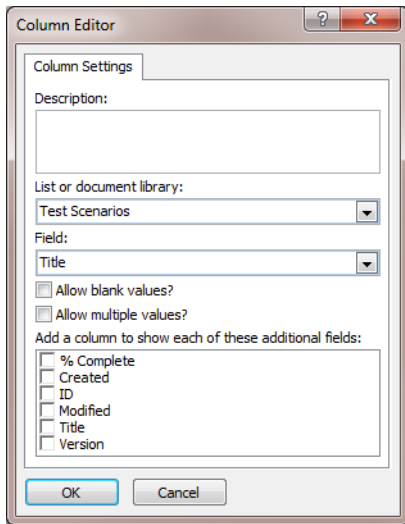 Column Editor
?
X
Column Settings
Description:
List or document library:
Test Scenarios
Field:
Title
Allow blank values?
Allow multiple values?
Add a column to show each of these additional fields:
% Complete
Created
ID
Modified
Title
Version
OK Cancel